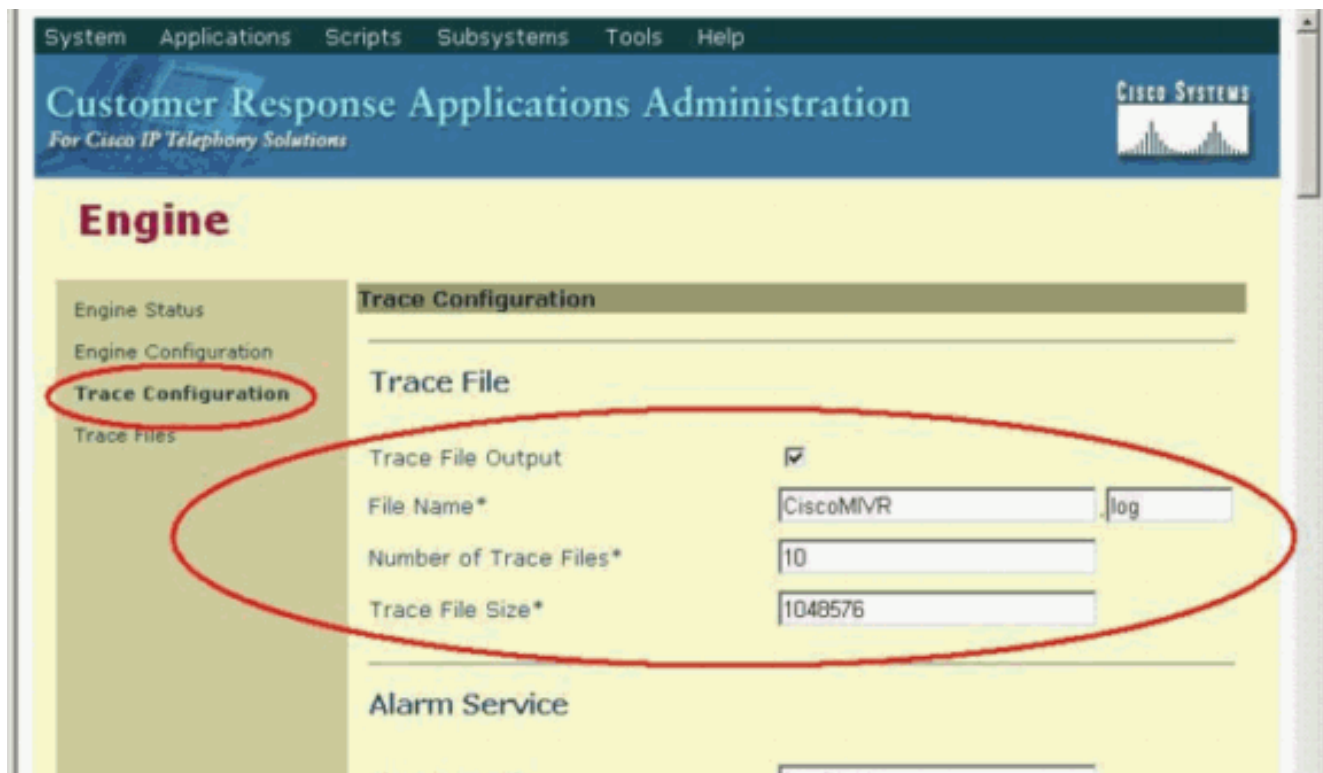 System Applications Scripts Subsystems Tools Help
Customer Response Applications Administration
For Cisco IP Telephony Solutions
CISCO SYSTEMS
Engine
Engine Status
Engine Configuration
Trace Configuration
Trace Files
Trace Configuration
Trace File
Trace File Output
File Name* CiscoMIVR .log
Number of Trace Files* 10
Trace File Size* 1048576
Alarm Service